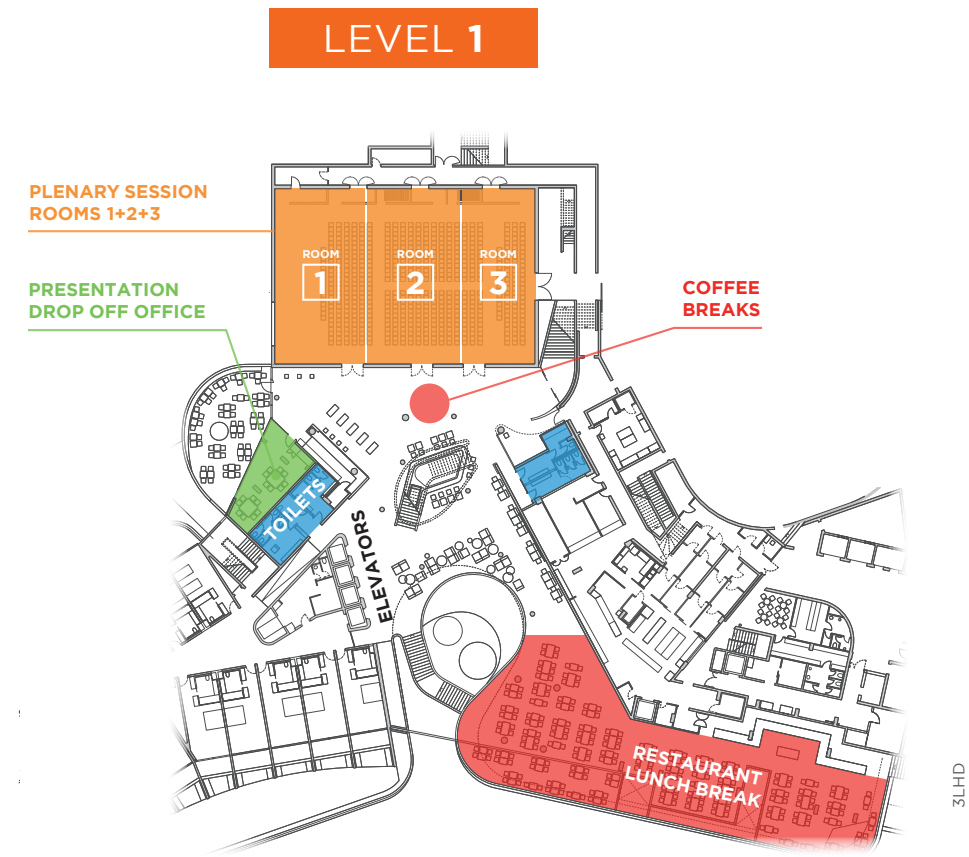 LEVEL 1
PLENARY SESSION
ROOMS 1+2+3
ROOM
1
ROOM
2
ROOM
3
PRESENTATION
DROP OFF OFFICE
COFFEE
BREAKS
TOILETS
ELEVATORS
RESTAURANT
LUNCH BREAK
3LHD